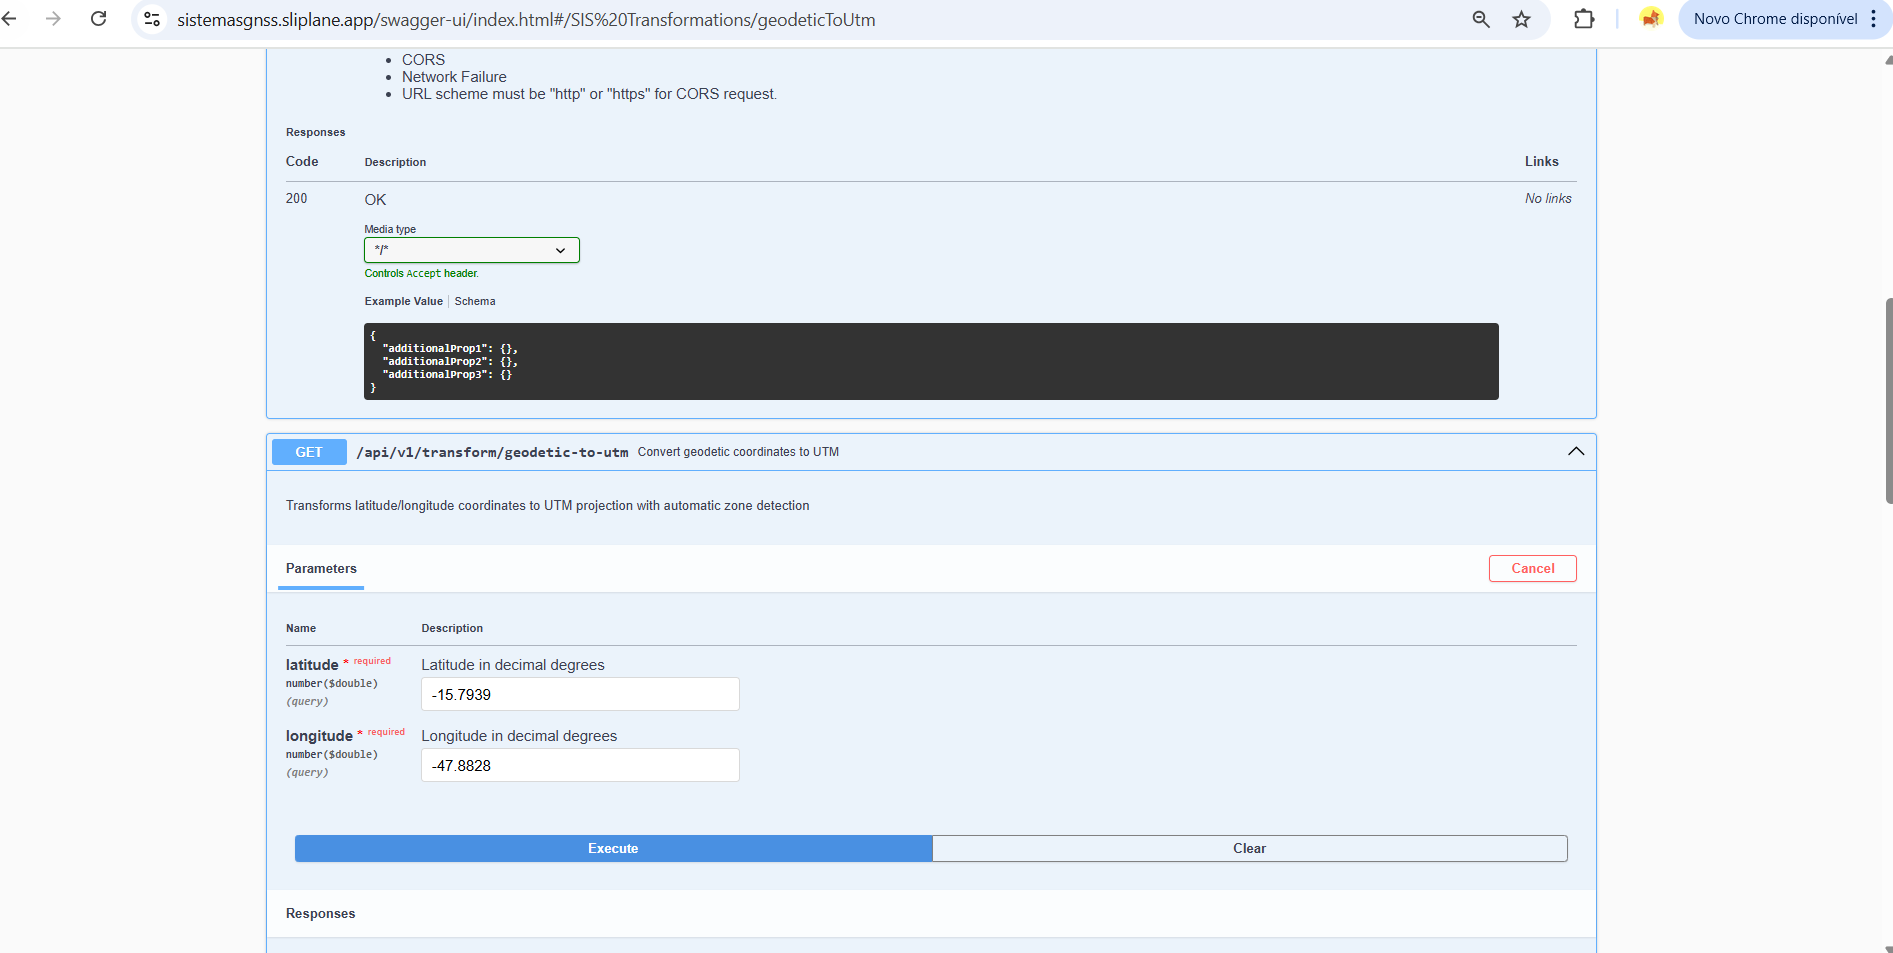 sistemasgnss.sliplane.app/swagger-ui/index.html#/SIS%20Transformations/geodeticToUtm
Novo Chrome disponível
CORS
Network Failure
URL scheme must be "http" or "https" for CORS request.
Responses
Code Description Links
200 OK No links
Media type
*/*
Controls Accept header.
Example Value | Schema
{
"additionalProp1": {},
"additionalProp2": {},
"additionalProp3": {}
}
GET /api/v1/transform/geodetic-to-utm Convert geodetic coordinates to UTM
Transforms latitude/longitude coordinates to UTM projection with automatic zone detection
Parameters Cancel
Name Description
latitude * required Latitude in decimal degrees
number($double)
-15.7939
(query)
longitude * required Longitude in decimal degrees
number($double)
-47.8828
(query)
Execute Clear
Responses